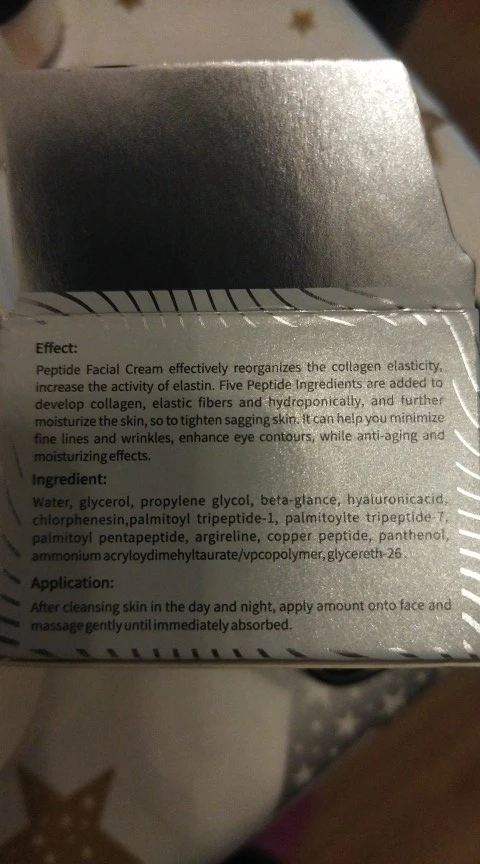 Effect:
Peptide Facial Cream effectively reorganizes the collagen elasticity,
increase the activity of elastin. Five Peptide Ingredients are added to
develop collagen, elastic fibers and hydroponically, and further
moisturize the skin, so to tighten sagging skin. It can help you minimize
fine lines and wrinkles, enhance eye contours, while anti-aging and
moisturizing effects.
Ingredient:
Water, glycerol, propylene glycol, beta-glance, hyaluronicacid,
chlorphenesin,palmitoyl tripeptide-1, palmitoylte tripeptide-7,
palmitoyl pentapeptide, argireline, copper peptide, panthenol,
ammonium acryloydimehyltaurate/vpcopolymer, glycereth-26.
Application:
After cleansing skin in the day and night, apply amount onto face and
massage gently until immediately absorbed.